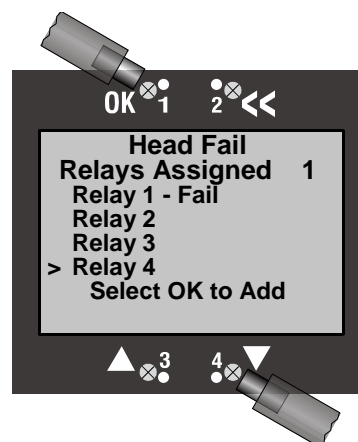 OK 1 2 <<
Head Fail
Relays Assigned 1
Relay 1 - Fail
Relay 2
Relay 3
> Relay 4
Select OK to Add
3 4